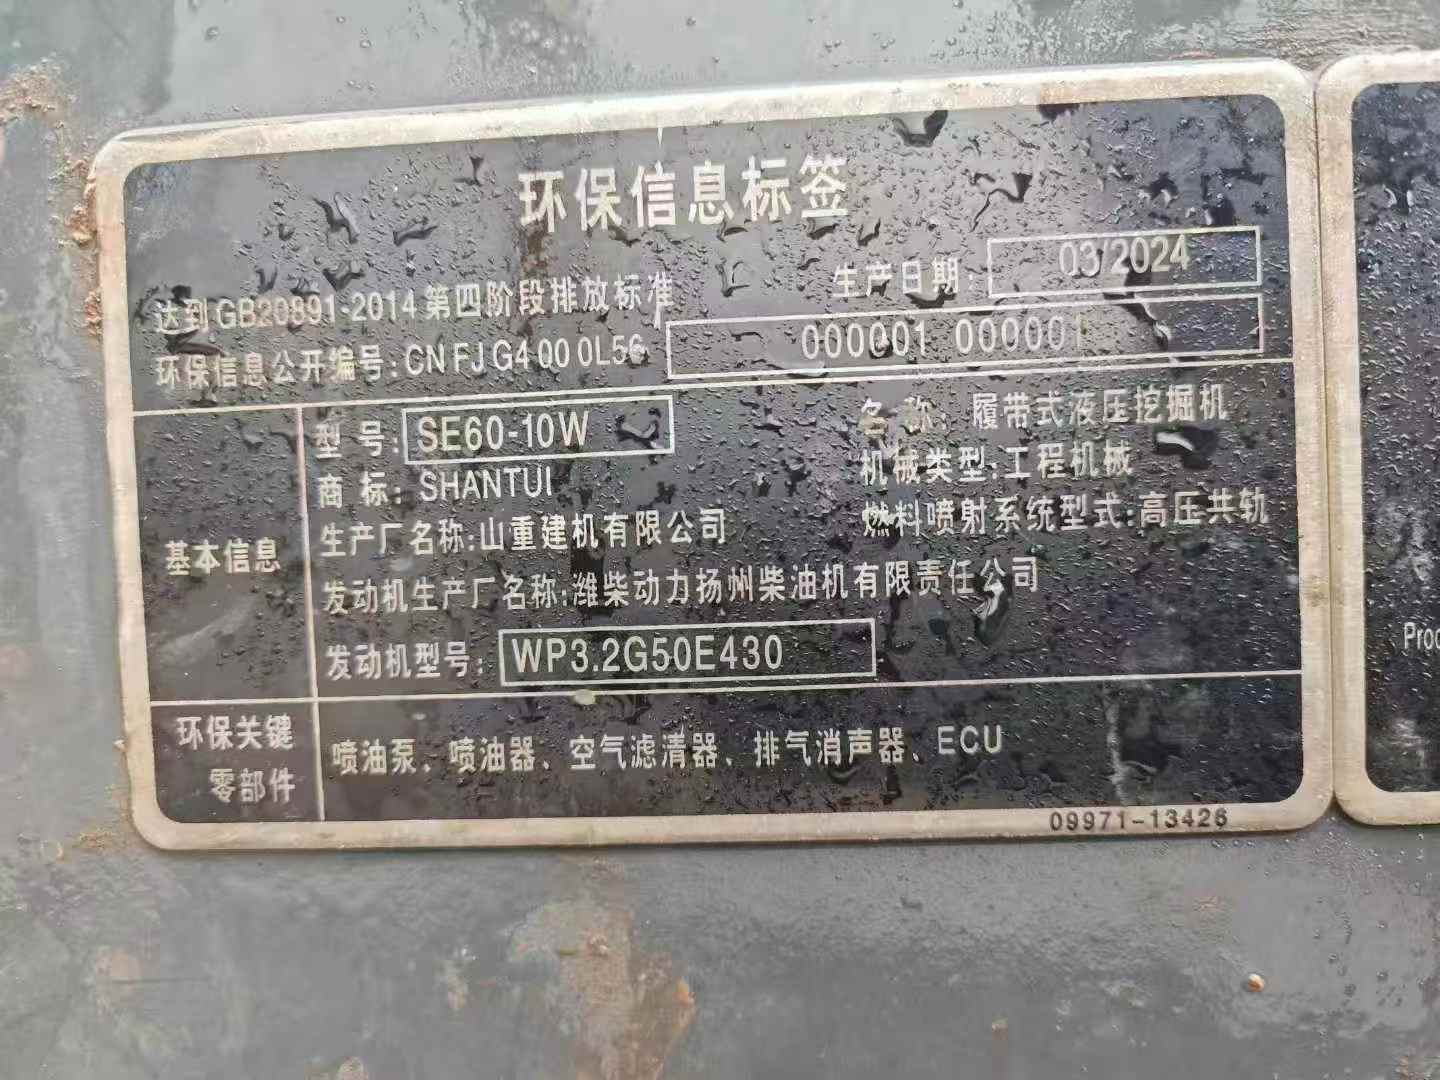 环保信息标签
达到GB20891-2014第四阶段排放标准
生产日期: 03/2024
环保信息公开编号:CN FJ G4 00 0L56 000001 000001
基本信息
型号: SE60-10W
名称: 履带式液压挖掘机
商标: SHANTUI
机械类型:工程机械
生产厂名称:山重建机有限公司
燃料喷射系统型式:高压共轨
发动机生产厂名称:潍柴动力扬州柴油机有限责任公司
发动机型号: WP3.2G50E430
环保关键
零部件
喷油泵、喷油器、空气滤清器、排气消声器、ECU
09971-13426